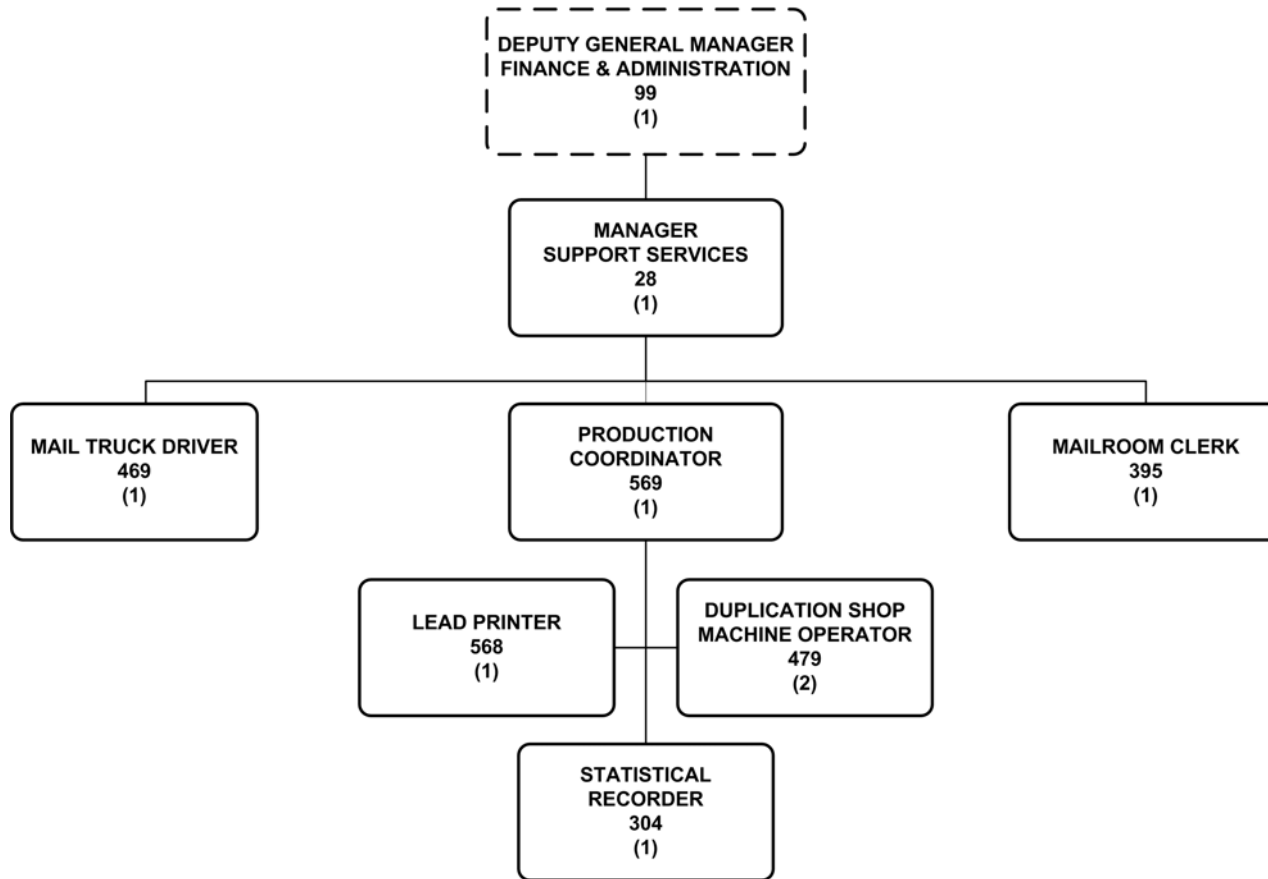 DEPUTY GENERAL MANAGER
FINANCE & ADMINISTRATION
99
(1)
MANAGER
SUPPORT SERVICES
28
(1)
MAIL TRUCK DRIVER
469
(1)
PRODUCTION
COORDINATOR
569
(1)
MAILROOM CLERK
395
(1)
LEAD PRINTER
568
(1)
DUPLICATION SHOP
MACHINE OPERATOR
479
(2)
STATISTICAL
RECORDER
304
(1)